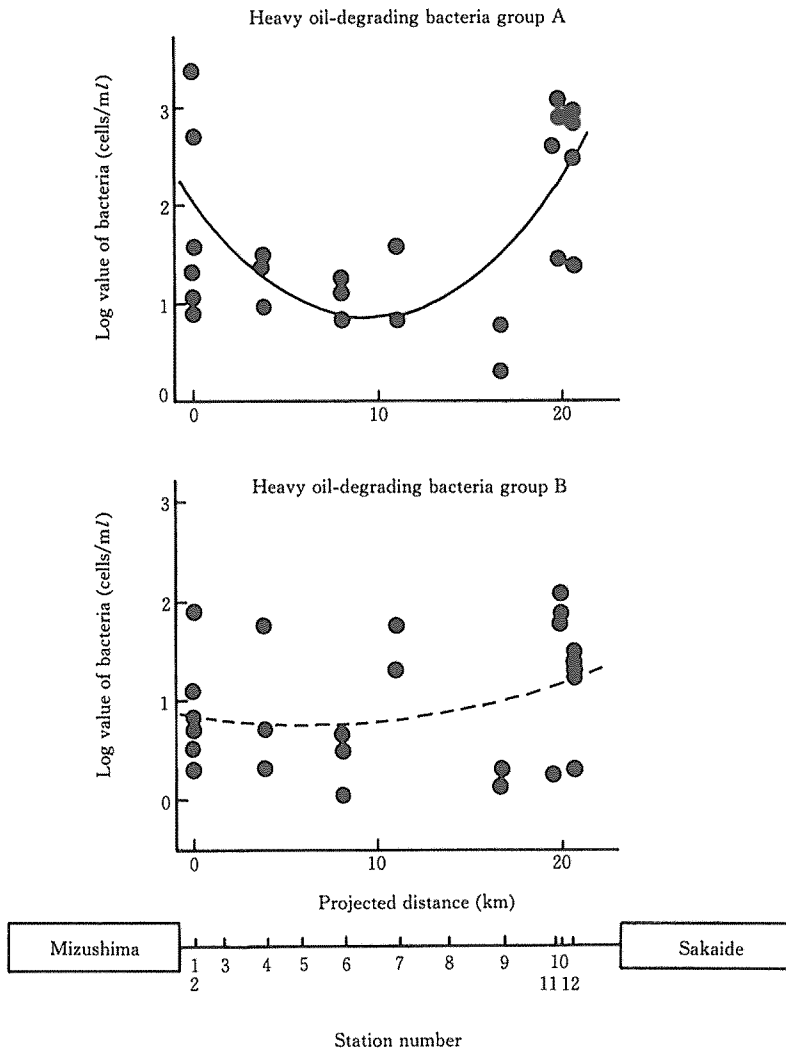 Heavy oil-degrading bacteria group A
Log value of bacteria (cells/ml)
3
2
1
0
0 10 20
Heavy oil-degrading bacteria group B
Log value of bacteria (cells/ml)
3
2
1
0
0 10 20
Projected distance (km)
Mizushima
Sakaide
1 3 4 5 6 7 8 9 10
2 11 12
Station number